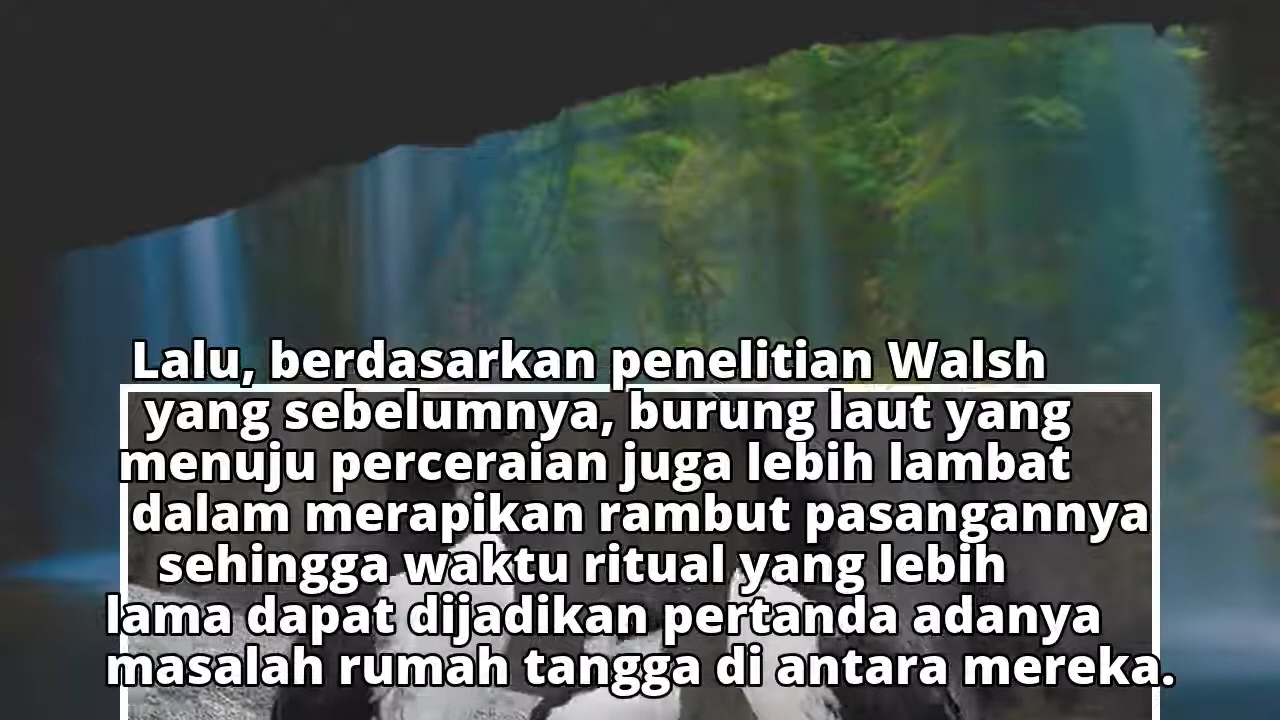 Lalu, berdasarkan penelitian Walsh
yang sebelumnya, burung laut yang
menuju perceraian juga lebih lambat
dalam merapikan rambut pasangannya
sehingga waktu ritual yang lebih
lama dapat dijadikan pertanda adanya
masalah rumah tangga di antara mereka.